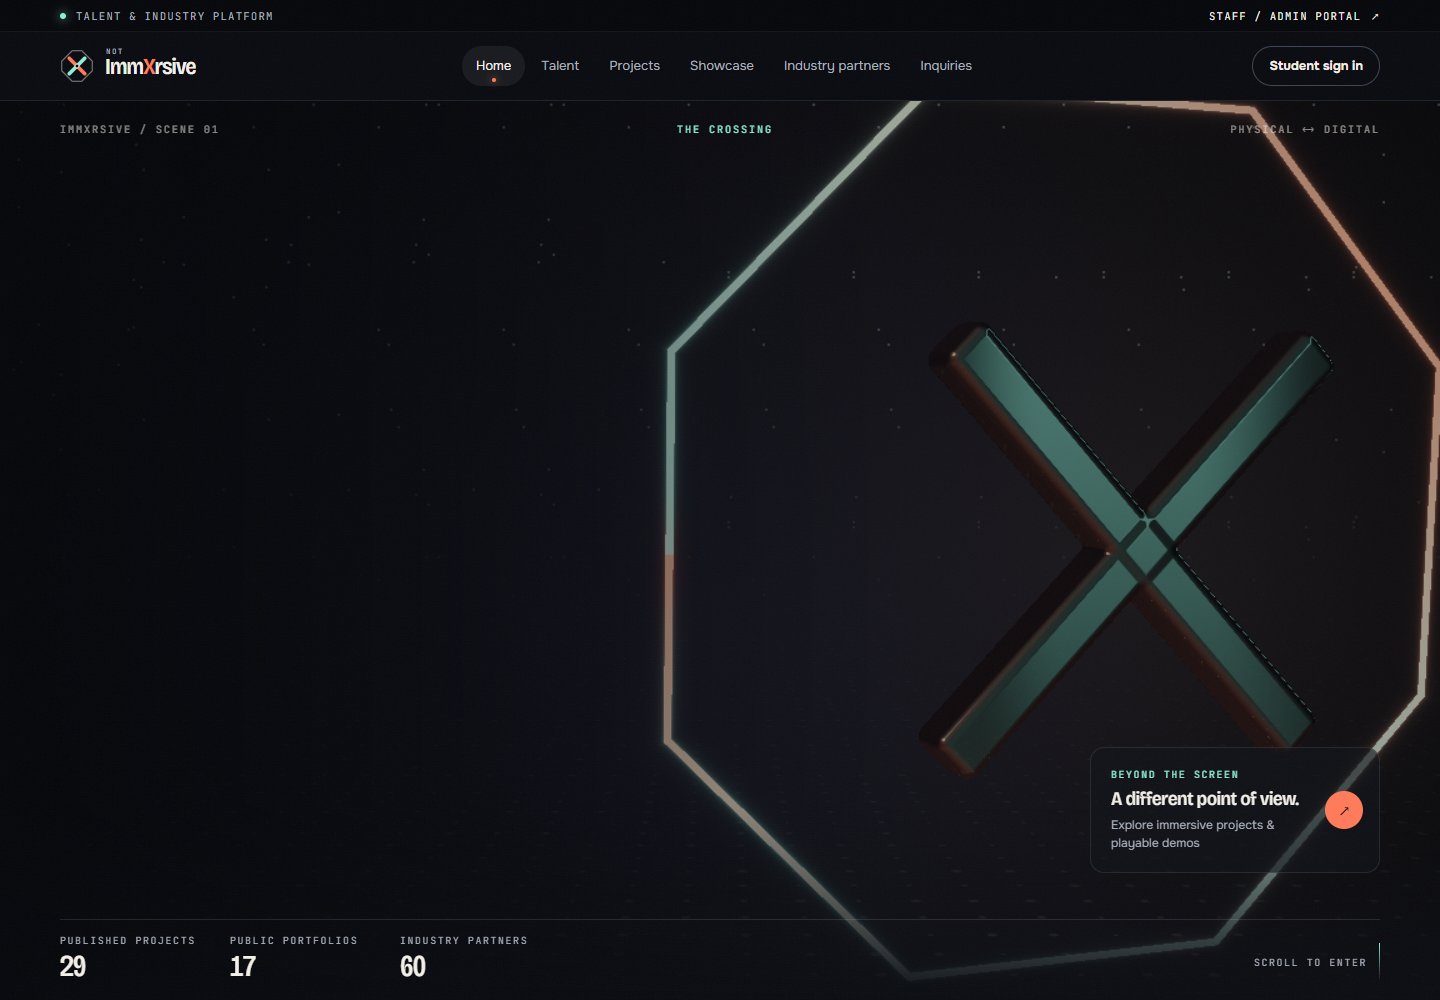 TALENT & INDUSTRY PLATFORM
STAFF / ADMIN PORTAL ↗
NOT
ImmXrsive
Home
Talent
Projects
Showcase
Industry partners
Inquiries
Student sign in
IMMXRSIVE / SCENE 01
THE CROSSING
PHYSICAL ↔ DIGITAL
BEYOND THE SCREEN
A different point of view.
Explore immersive projects &
playable demos
↗
PUBLISHED PROJECTS
29
PUBLIC PORTFOLIOS
17
INDUSTRY PARTNERS
60
SCROLL TO ENTER